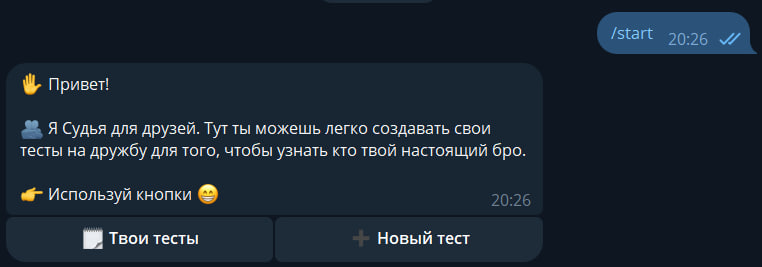 /start 20:26
✋ Привет!
👥 Я Судья для друзей. Тут ты можешь легко создавать свои
тесты на дружбу для того, чтобы узнать кто твой настоящий бро.
👉 Используй кнопки 😁
20:26
🗒 Твои тесты
➕ Новый тест